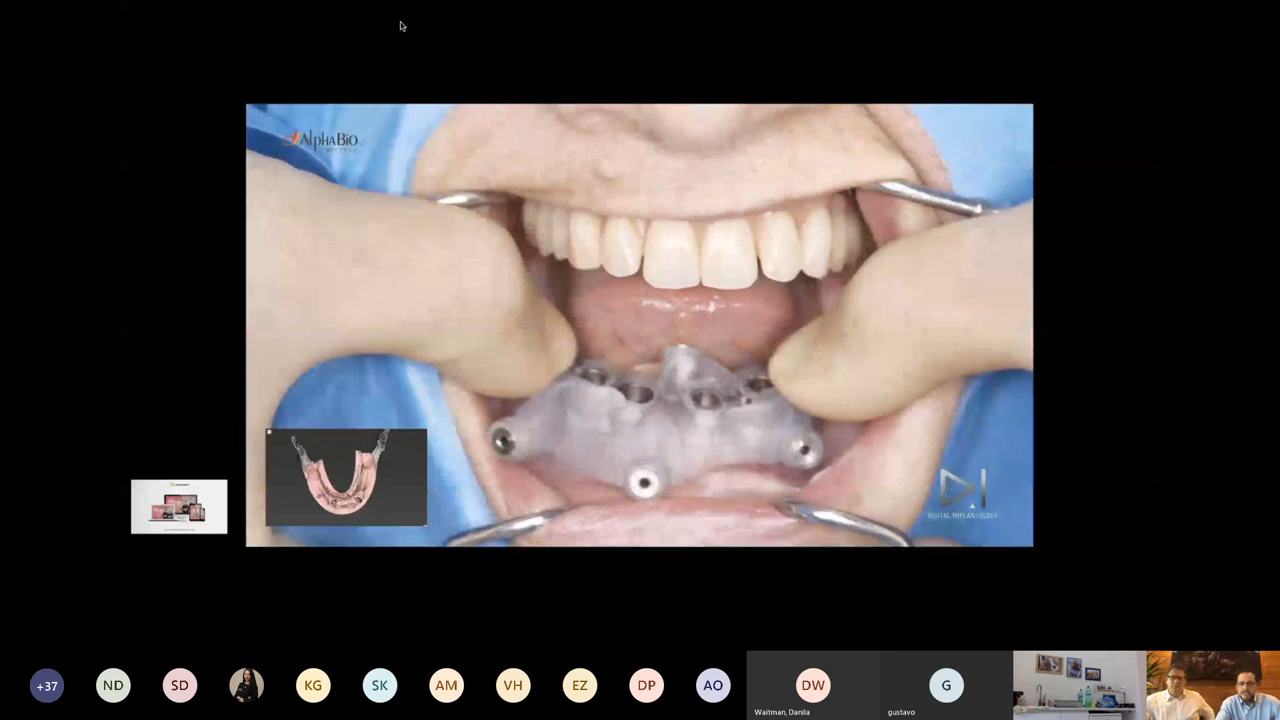 AlphaBio
DIGITAL IMPLANTOLOGY
+37
ND
SD
KG
SK
AM
VH
EZ
DP
AO
DW
G
Waitman, Danila
gustavo